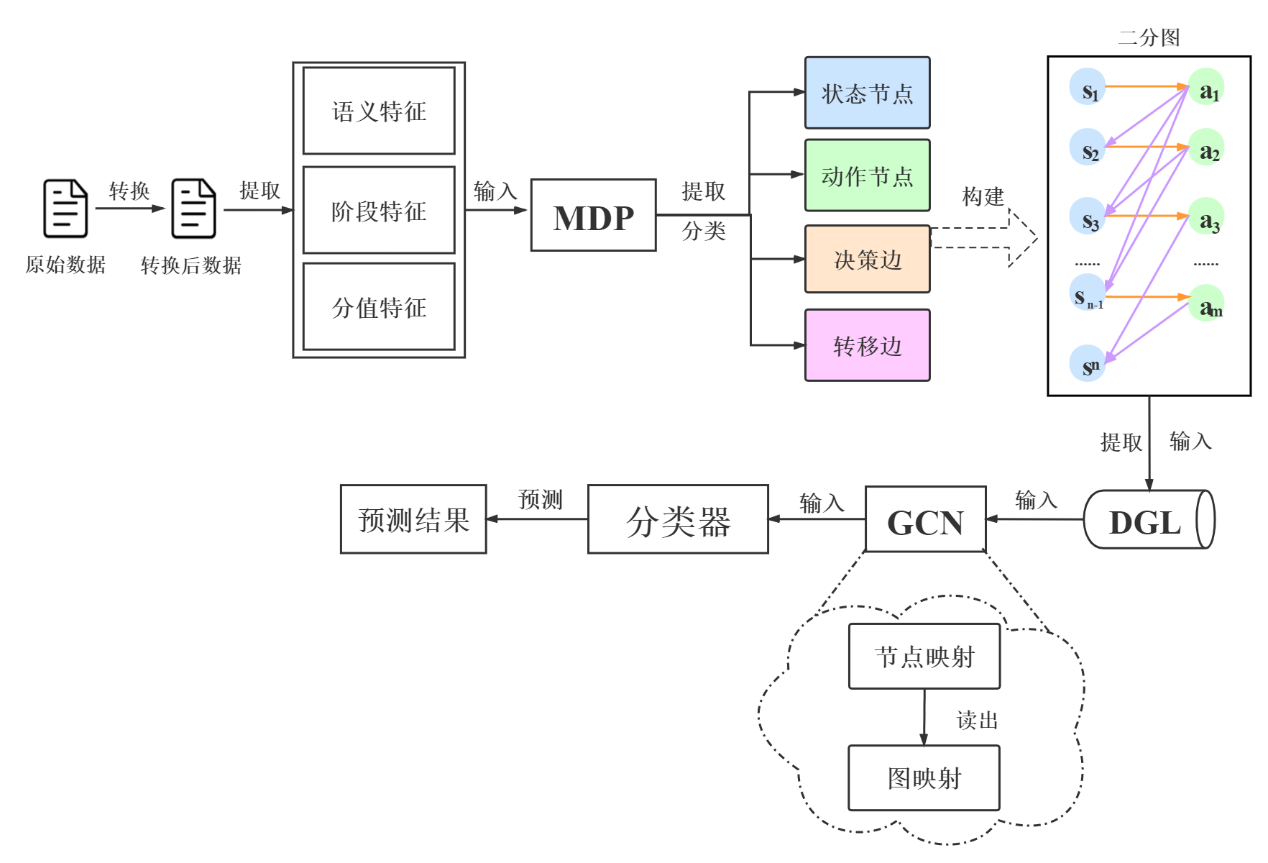 原始数据
转换
转换后数据
提取
语义特征
阶段特征
分值特征
输入
MDP
提取
分类
状态节点
动作节点
决策边
转移边
构建
二分图
s1 a1
s2 a2
s3 a3
...... ......
sn-1 am
sn
提取 输入
DGL
输入
GCN
输入
分类器
预测
预测结果
节点映射
读出
图映射